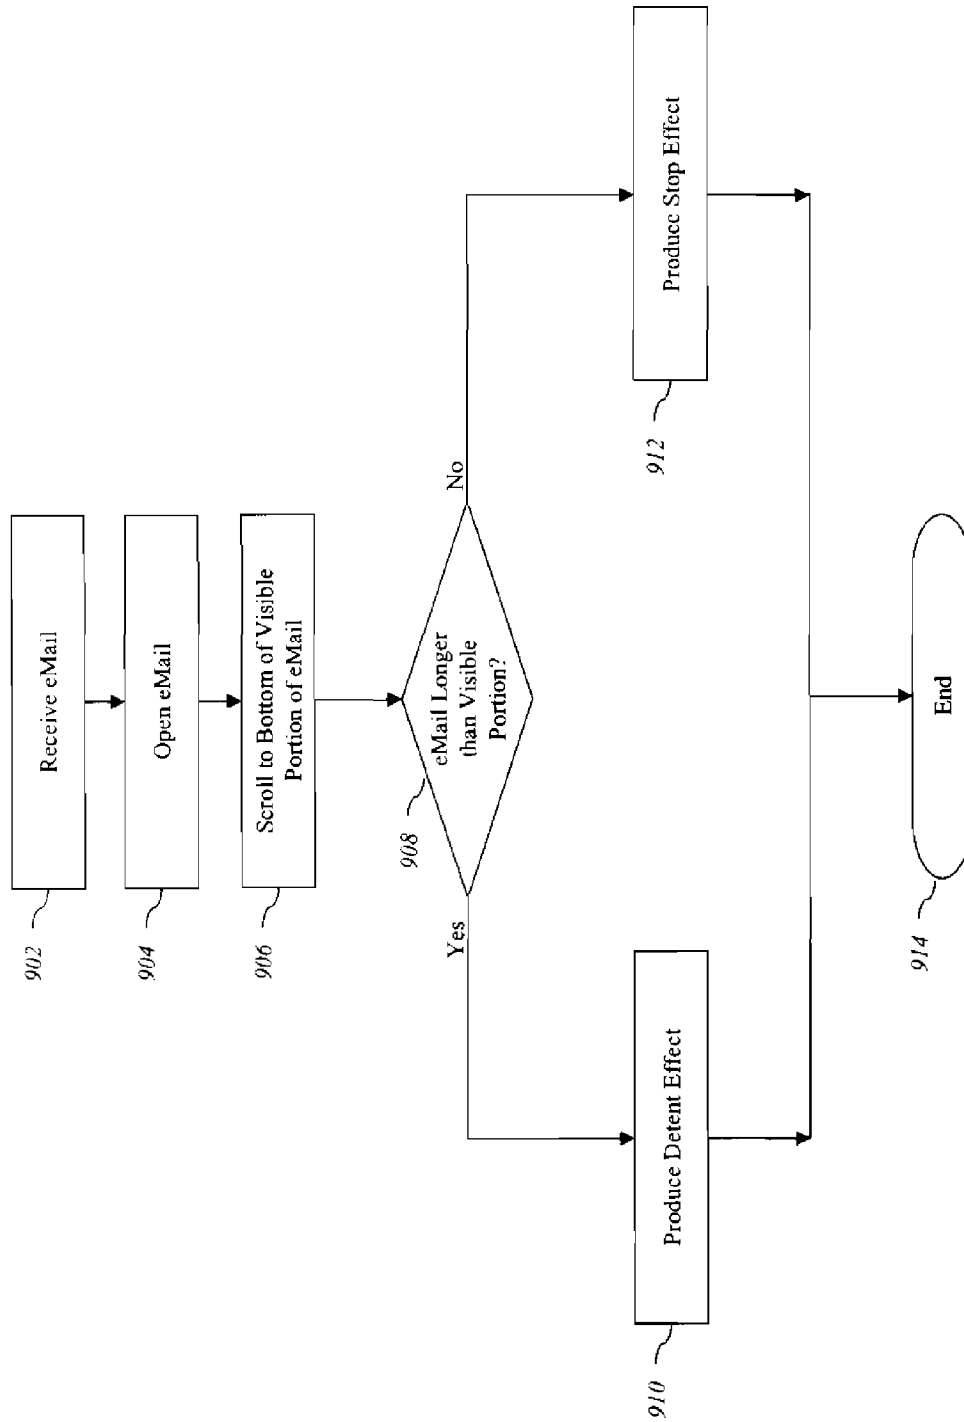 902
Receive eMail
904
Open eMail
906
Scroll to Bottom of Visible
Portion of eMail
908
eMail Longer
than Visible
Portion?
Yes
No
910
Produce Detent Effect
912
Produce Stop Effect
914
End